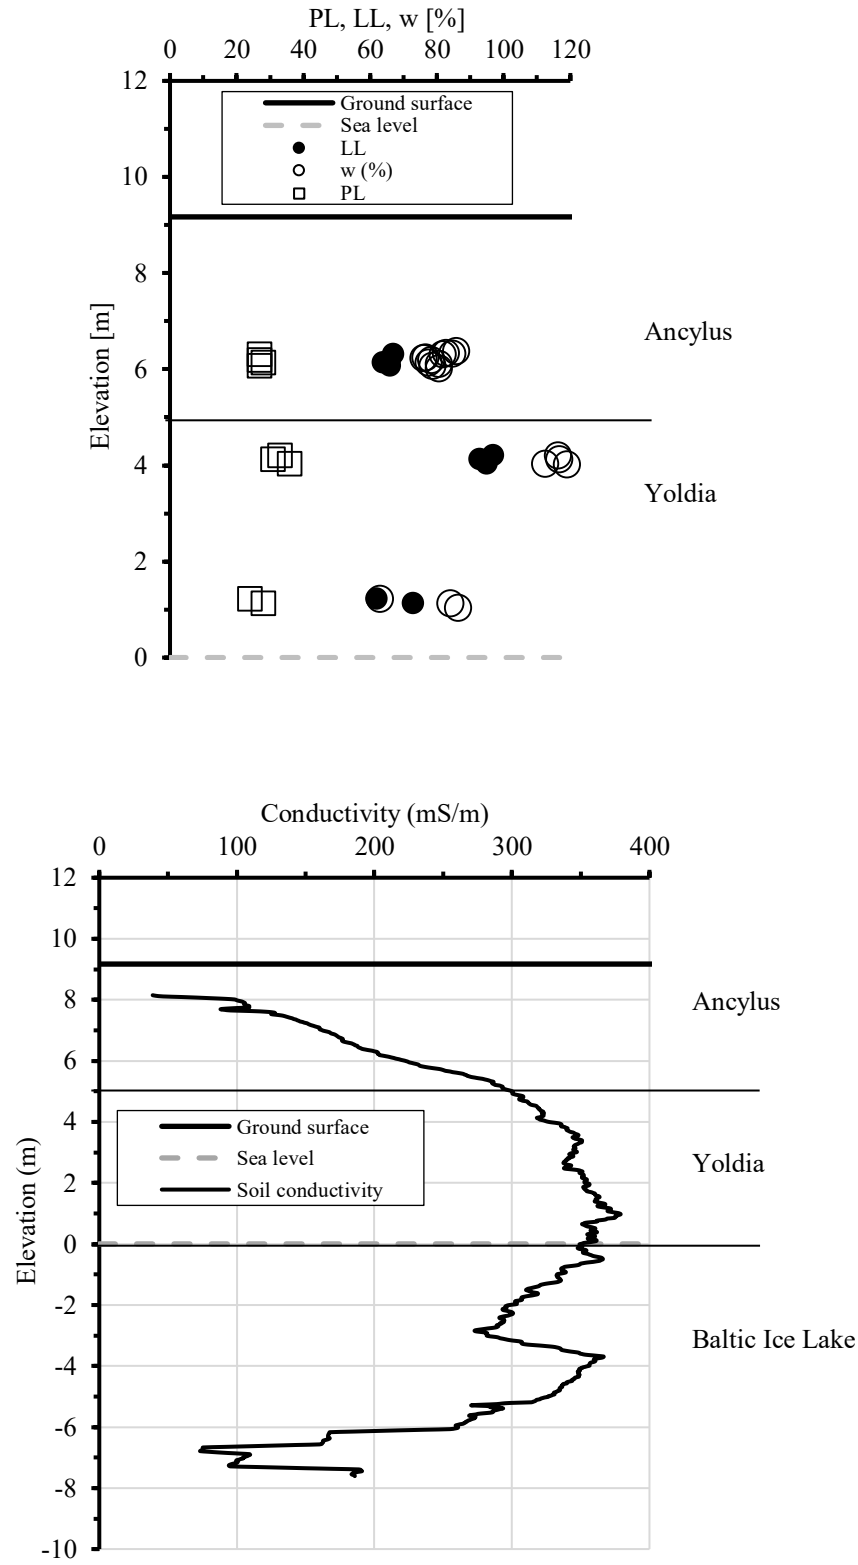 PL, LL, w [%]
0 20 40 60 80 100 120
12
Ground surface
Sea level
LL
w (%)
PL
10
8
Ancylus
6
Elevation [m]
4
Yoldia
2
0
Conductivity (mS/m)
0 100 200 300 400
12
10
8
Ancylus
6
4
Ground surface
Sea level
Soil conductivity
Yoldia
2
Elevation (m)
0
-2
Baltic Ice Lake
-4
-6
-8
-10